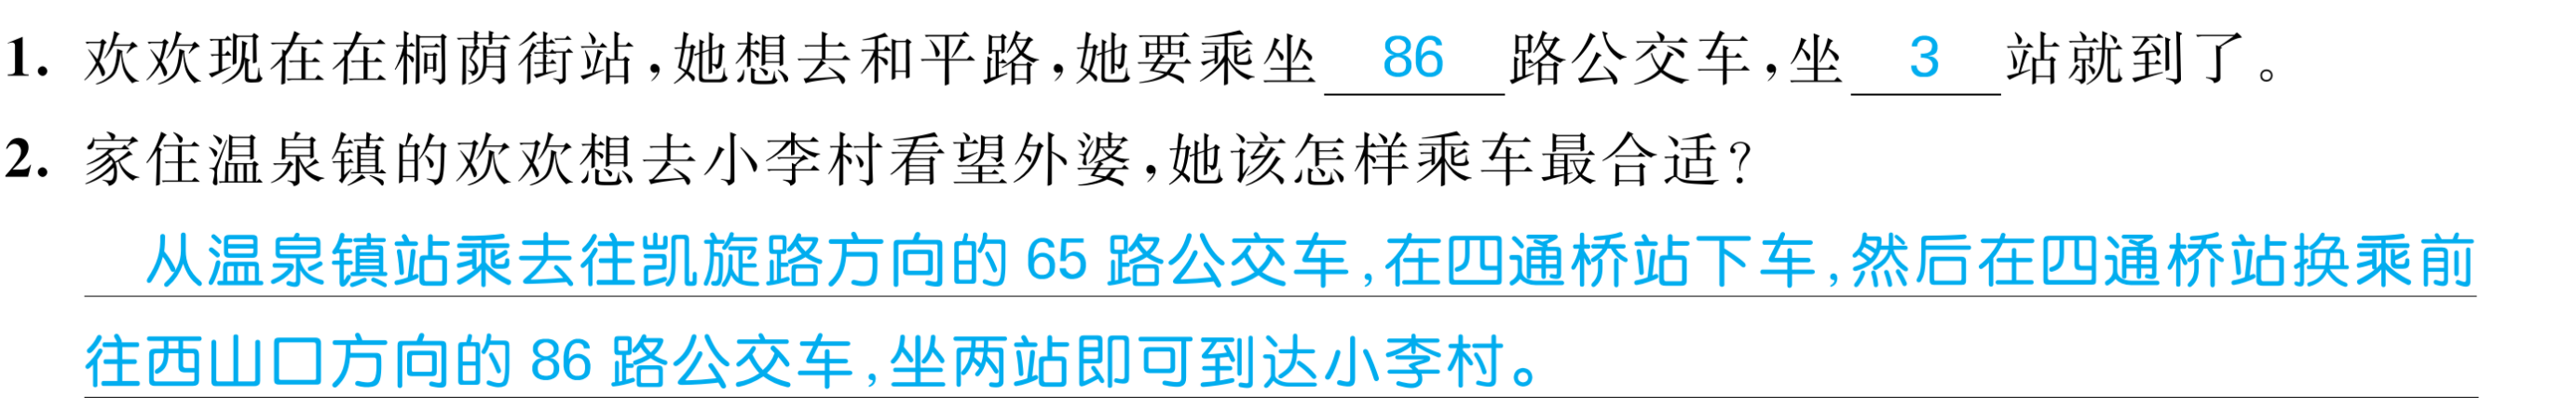 1. 欢欢现在在桐荫街站,她想去和平路,她要乘坐 86 路公交车,坐 3 站就到了。
2. 家住温泉镇的欢欢想去小李村看望外婆,她该怎样乘车最合适?
从温泉镇站乘去往凯旋路方向的 65 路公交车,在四通桥站下车,然后在四通桥站换乘前
往西山口方向的 86 路公交车,坐两站即可到达小李村。